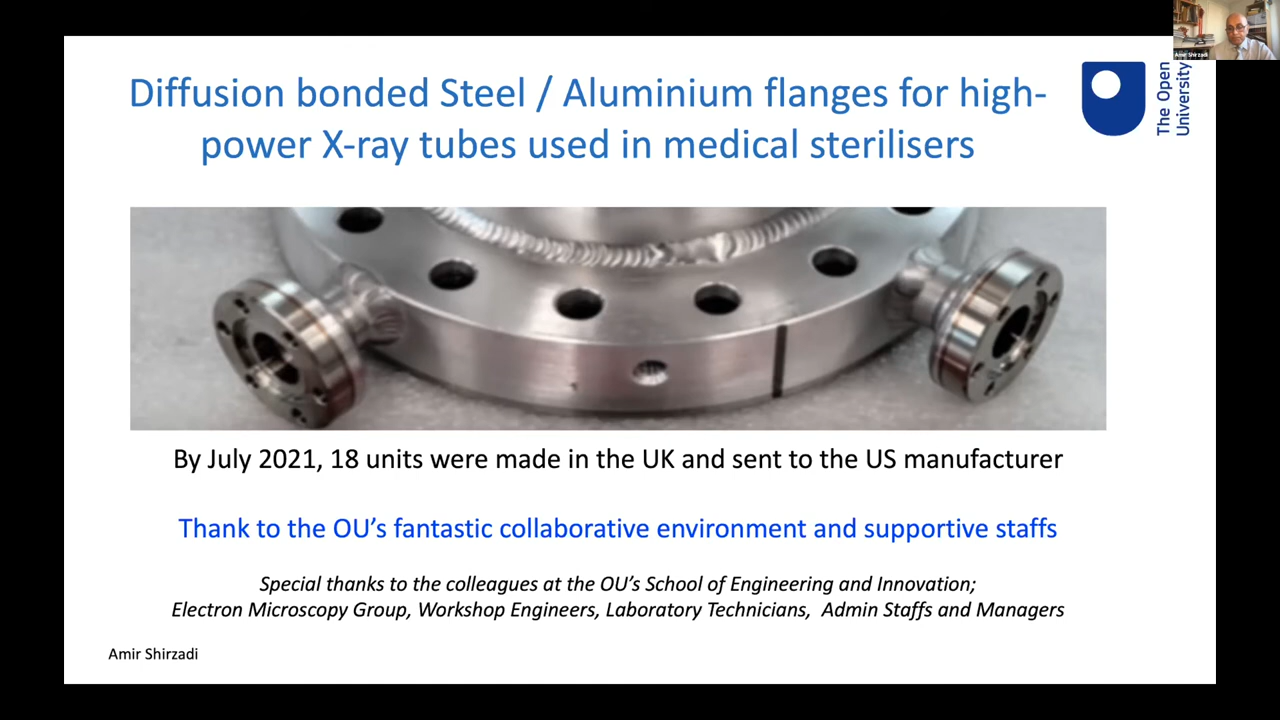 Amir Shirzadi
Diffusion bonded Steel / Aluminium flanges for high-
power X-ray tubes used in medical sterilisers
The Open
University
By July 2021, 18 units were made in the UK and sent to the US manufacturer
Thank to the OU’s fantastic collaborative environment and supportive staffs
Special thanks to the colleagues at the OU’s School of Engineering and Innovation;
Electron Microscopy Group, Workshop Engineers, Laboratory Technicians, Admin Staffs and Managers
Amir Shirzadi